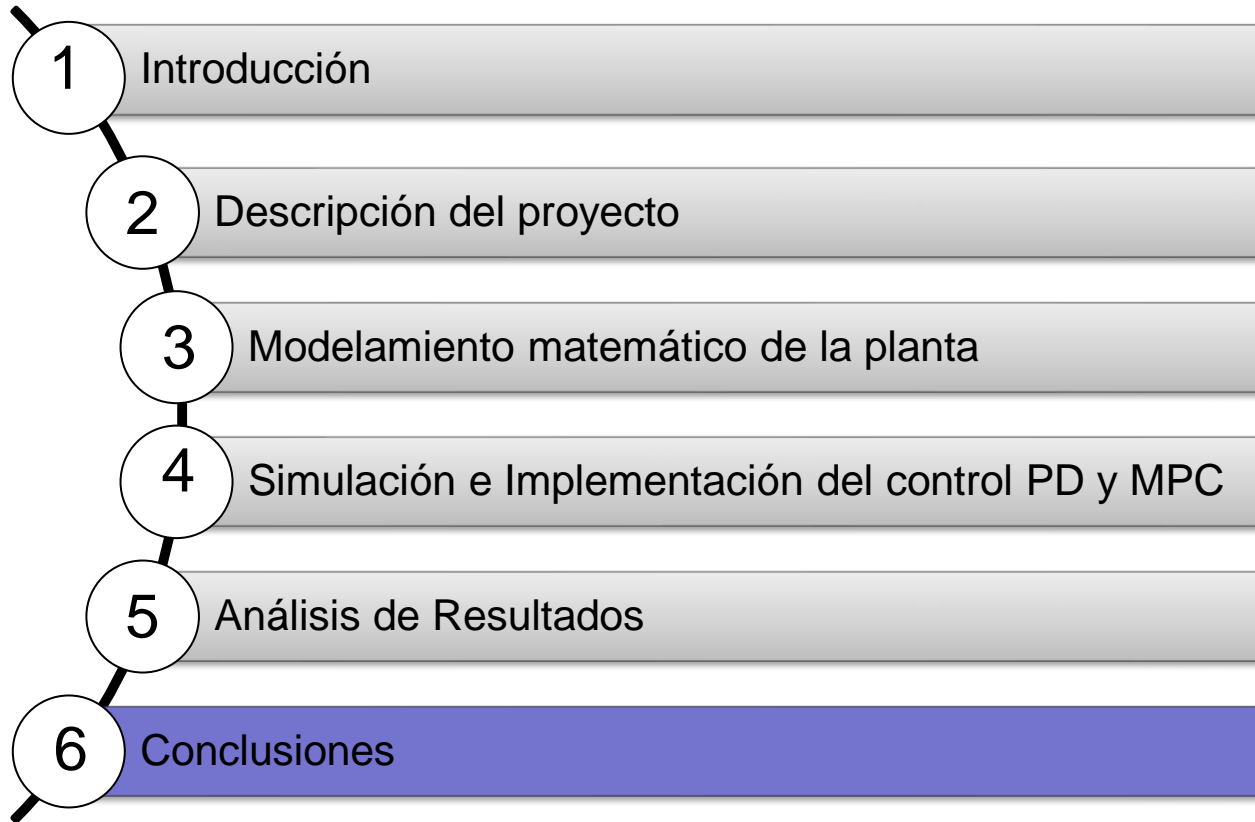 1 Introducción
2 Descripción del proyecto
3 Modelamiento matemático de la planta
4 Simulación e Implementación del control PD y MPC
5 Análisis de Resultados
6 Conclusiones